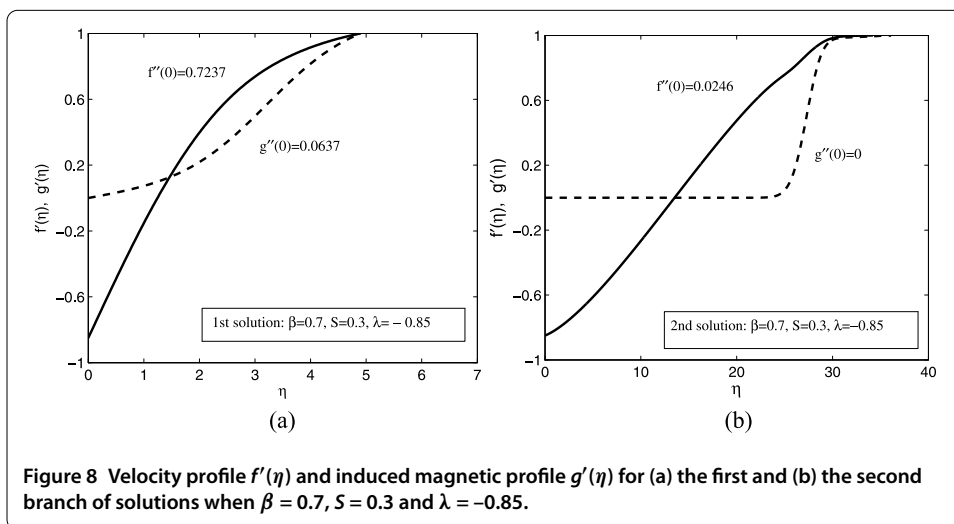 1
0.6
0.2
−0.2
−0.6
−1
f'(η), g'(η)
f''(0)=0.7237
g''(0)=0.0637
1st solution: β=0.7, S=0.3, λ= − 0.85
0 1 2 3 4 5 6 7
η
(a)
1
0.6
0.2
−0.2
−0.6
−1
f'(η), g'(η)
f''(0)=0.0246
g''(0)=0
2nd solution: β=0.7, S=0.3, λ=−0.85
0 10 20 30 40
η
(b)
Figure 8 Velocity profile f'(η) and induced magnetic profile g'(η) for (a) the first and (b) the second
branch of solutions when β = 0.7, S = 0.3 and λ = –0.85.